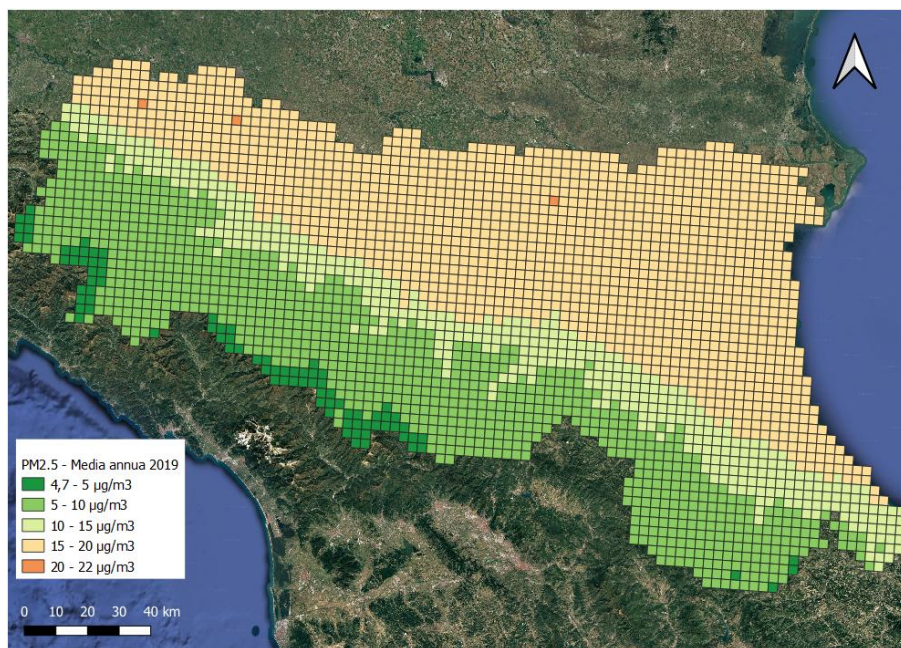 PM2.5 - Media annua 2019
4,7 - 5 µg/m3
5 - 10 µg/m3
10 - 15 µg/m3
15 - 20 µg/m3
20 - 22 µg/m3
0 10 20 30 40 km